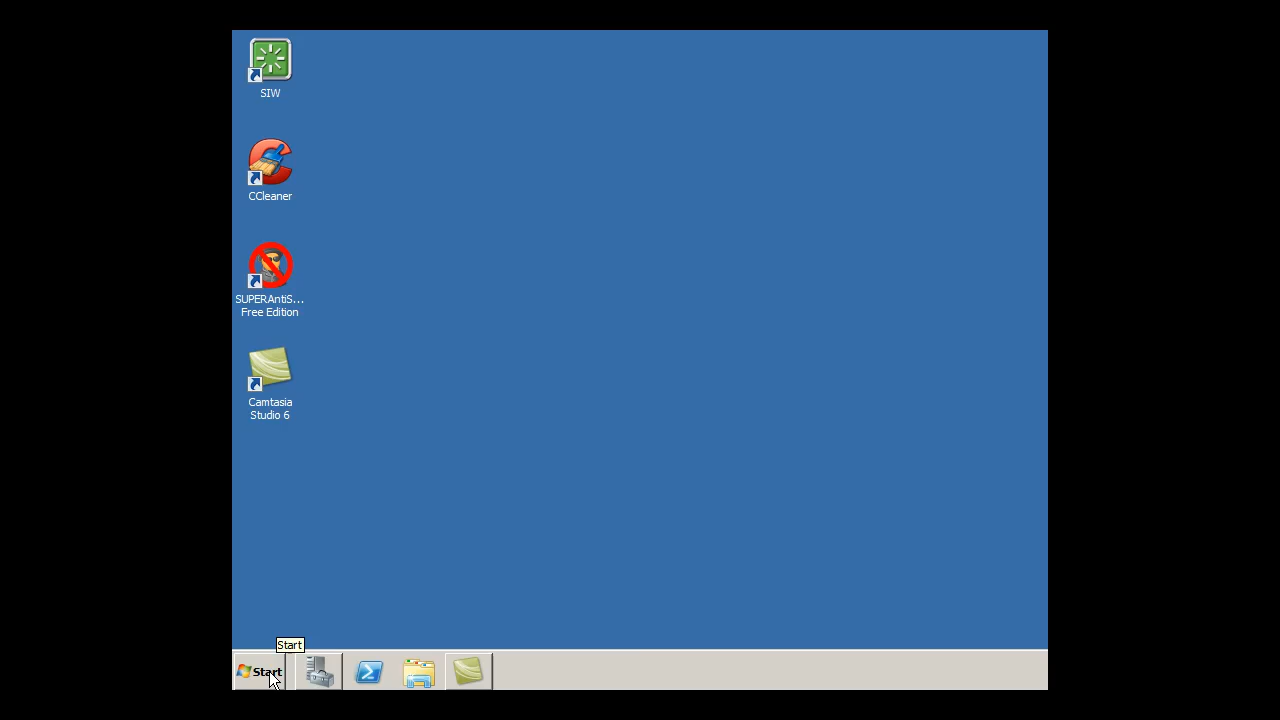 SIW
CCleaner
SUPERAntiS...
Free Edition
Camtasia
Studio 6
Start
Start